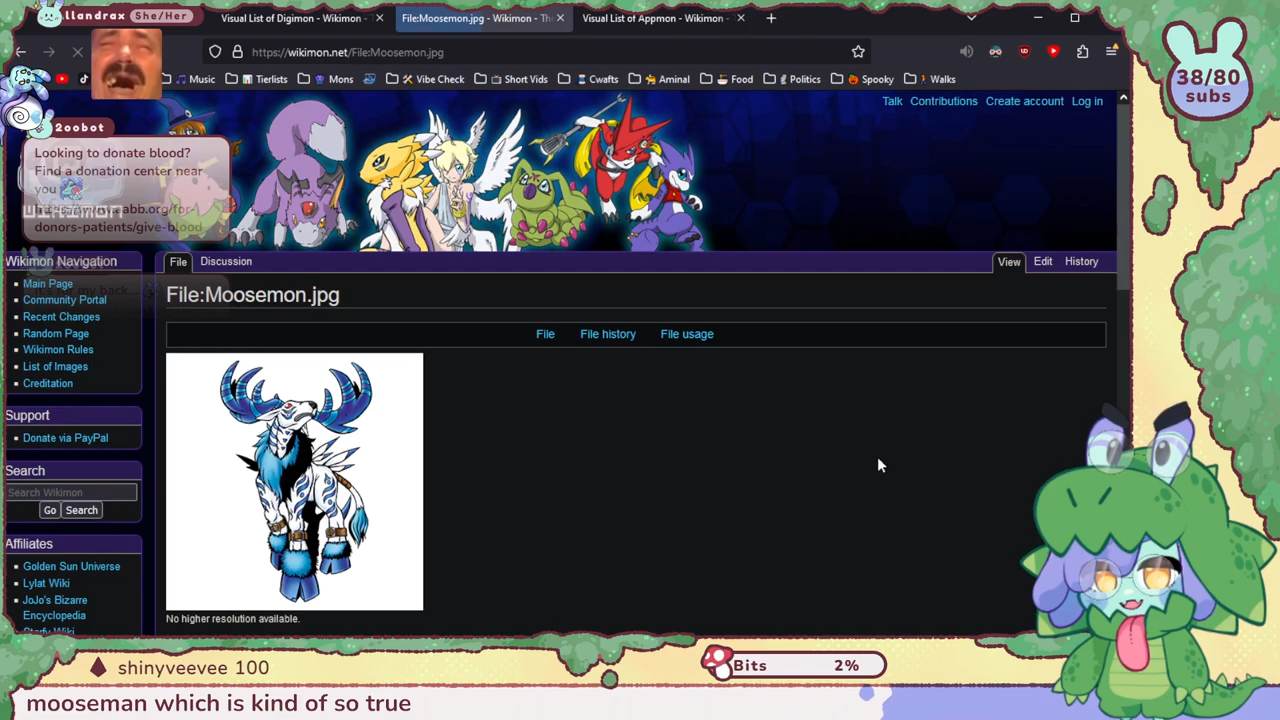 llandrax She/Her
Visual List of Digimon - Wikimon - T
File:Moosemon.jpg - Wikimon - The
Visual List of Appmon - Wikimon -
https://wikimon.net/File:Moosemon.jpg
Music
Tierlists
Mons
Vibe Check
Short Vids
Cwafts
Aminal
Food
Politics
Spooky
Walks
38/80
subs
Talk Contributions Create account Log in
2oobot
Looking to donate blood?
Find a donation center near
you
donors-patients/give-blood
WIKIMON
Wikimon Navigation
Main Page
Community Portal
Recent Changes
Random Page
Wikimon Rules
List of Images
Creditation
Support
Donate via PayPal
Search
Search Wikimon
Go Search
Affiliates
Golden Sun Universe
Lylat Wiki
JoJo's Bizarre
Encyclopedia
File Discussion
View Edit History
File:Moosemon.jpg
File File history File usage
No higher resolution available.
shinyveevee 100
Bits 2%
mooseman which is kind of so true